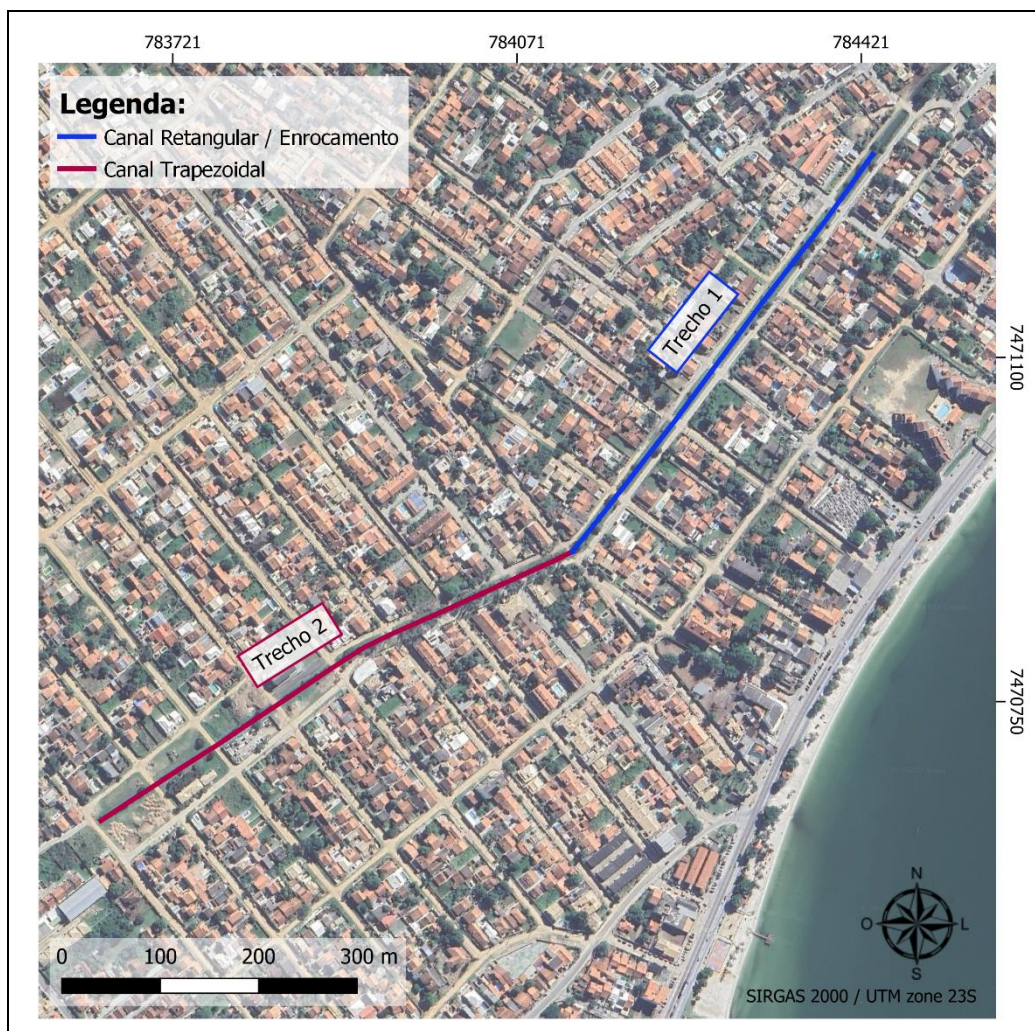 783721
784071
784421
Legenda:
Canal Retangular / Enrocamento
Canal Trapezoidal
Trecho 1
7471100
Trecho 2
7470750
0 100 200 300 m
N
O L
S
SIRGAS 2000 / UTM zone 23S